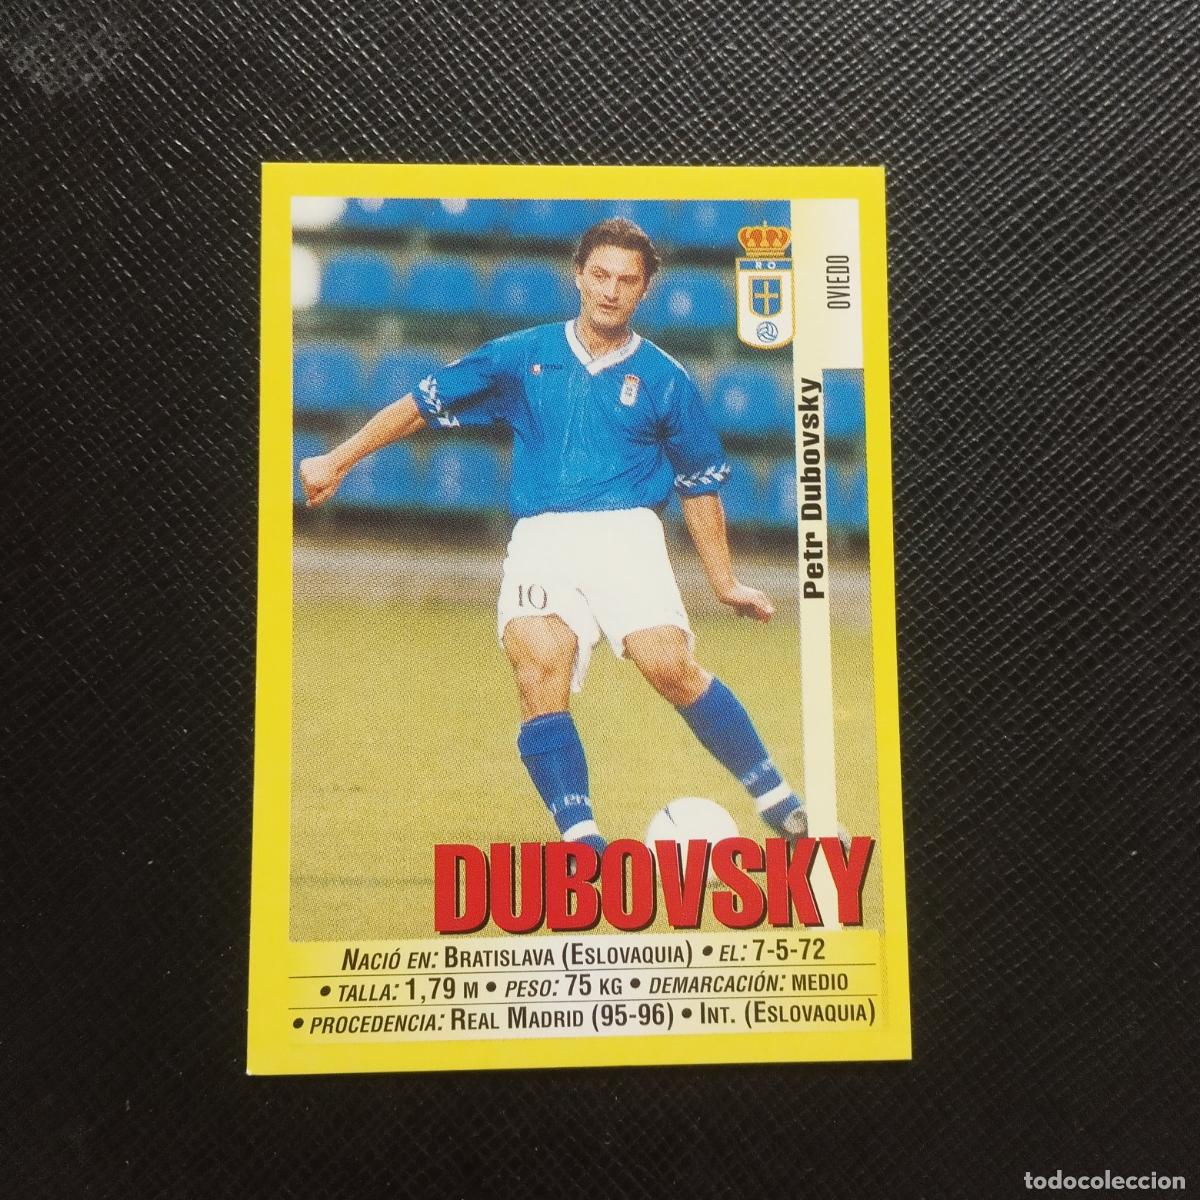 R O
OVIEDO
Petr Dubovsky
10
DUBOVSKY
NACIÓ EN: BRATISLAVA (ESLOVAQUIA) • EL: 7-5-72
• TALLA: 1,79 M • PESO: 75 KG • DEMARCACIÓN: MEDIO
• PROCEDENCIA: REAL MADRID (95-96) • INT. (ESLOVAQUIA)
todocoleccion